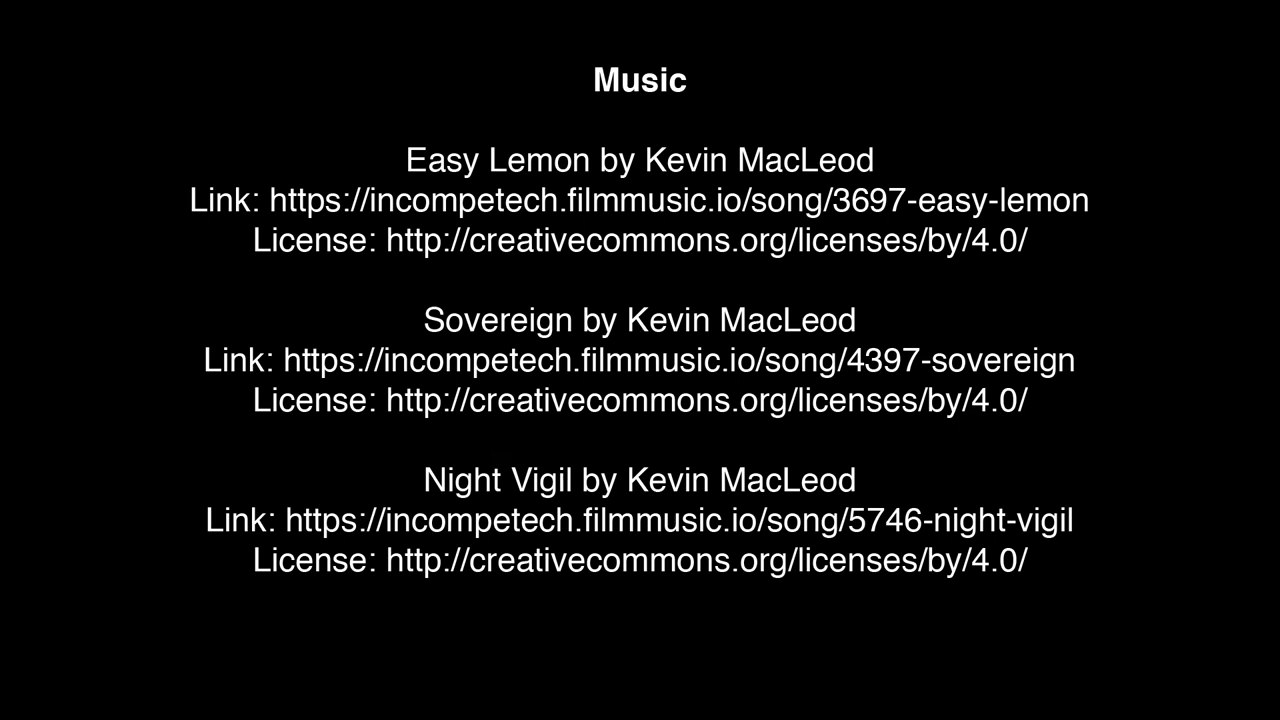 Music
Easy Lemon by Kevin MacLeod
Link: https://incompetech.filmmusic.io/song/3697-easy-lemon
License: http://creativecommons.org/licenses/by/4.0/
Sovereign by Kevin MacLeod
Link: https://incompetech.filmmusic.io/song/4397-sovereign
License: http://creativecommons.org/licenses/by/4.0/
Night Vigil by Kevin MacLeod
Link: https://incompetech.filmmusic.io/song/5746-night-vigil
License: http://creativecommons.org/licenses/by/4.0/